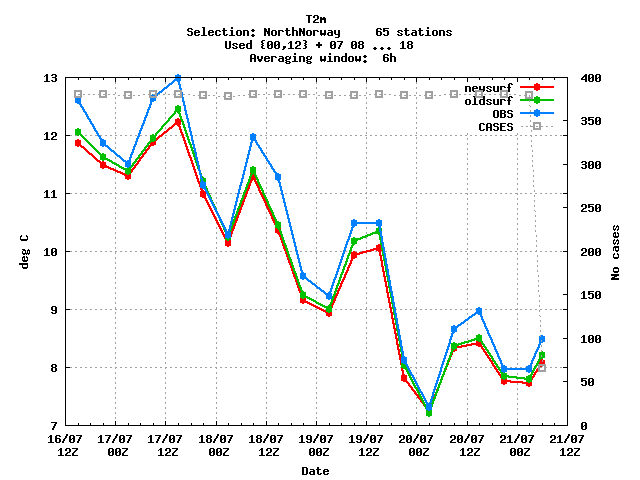 T2m
Selection: NorthNorway     65 stations
Used {00,12} + 07 08 ... 18
Averaging window:  6h
newsurf
oldsurf
OBS
CASES
deg C
No cases
13
12
11
10
9
8
7
400
350
300
250
200
150
100
50
0
16/07 17/07 17/07 18/07 18/07 19/07 19/07 20/07 20/07 21/07 21/07
12Z 00Z 12Z 00Z 12Z 00Z 12Z 00Z 12Z 00Z 12Z
Date